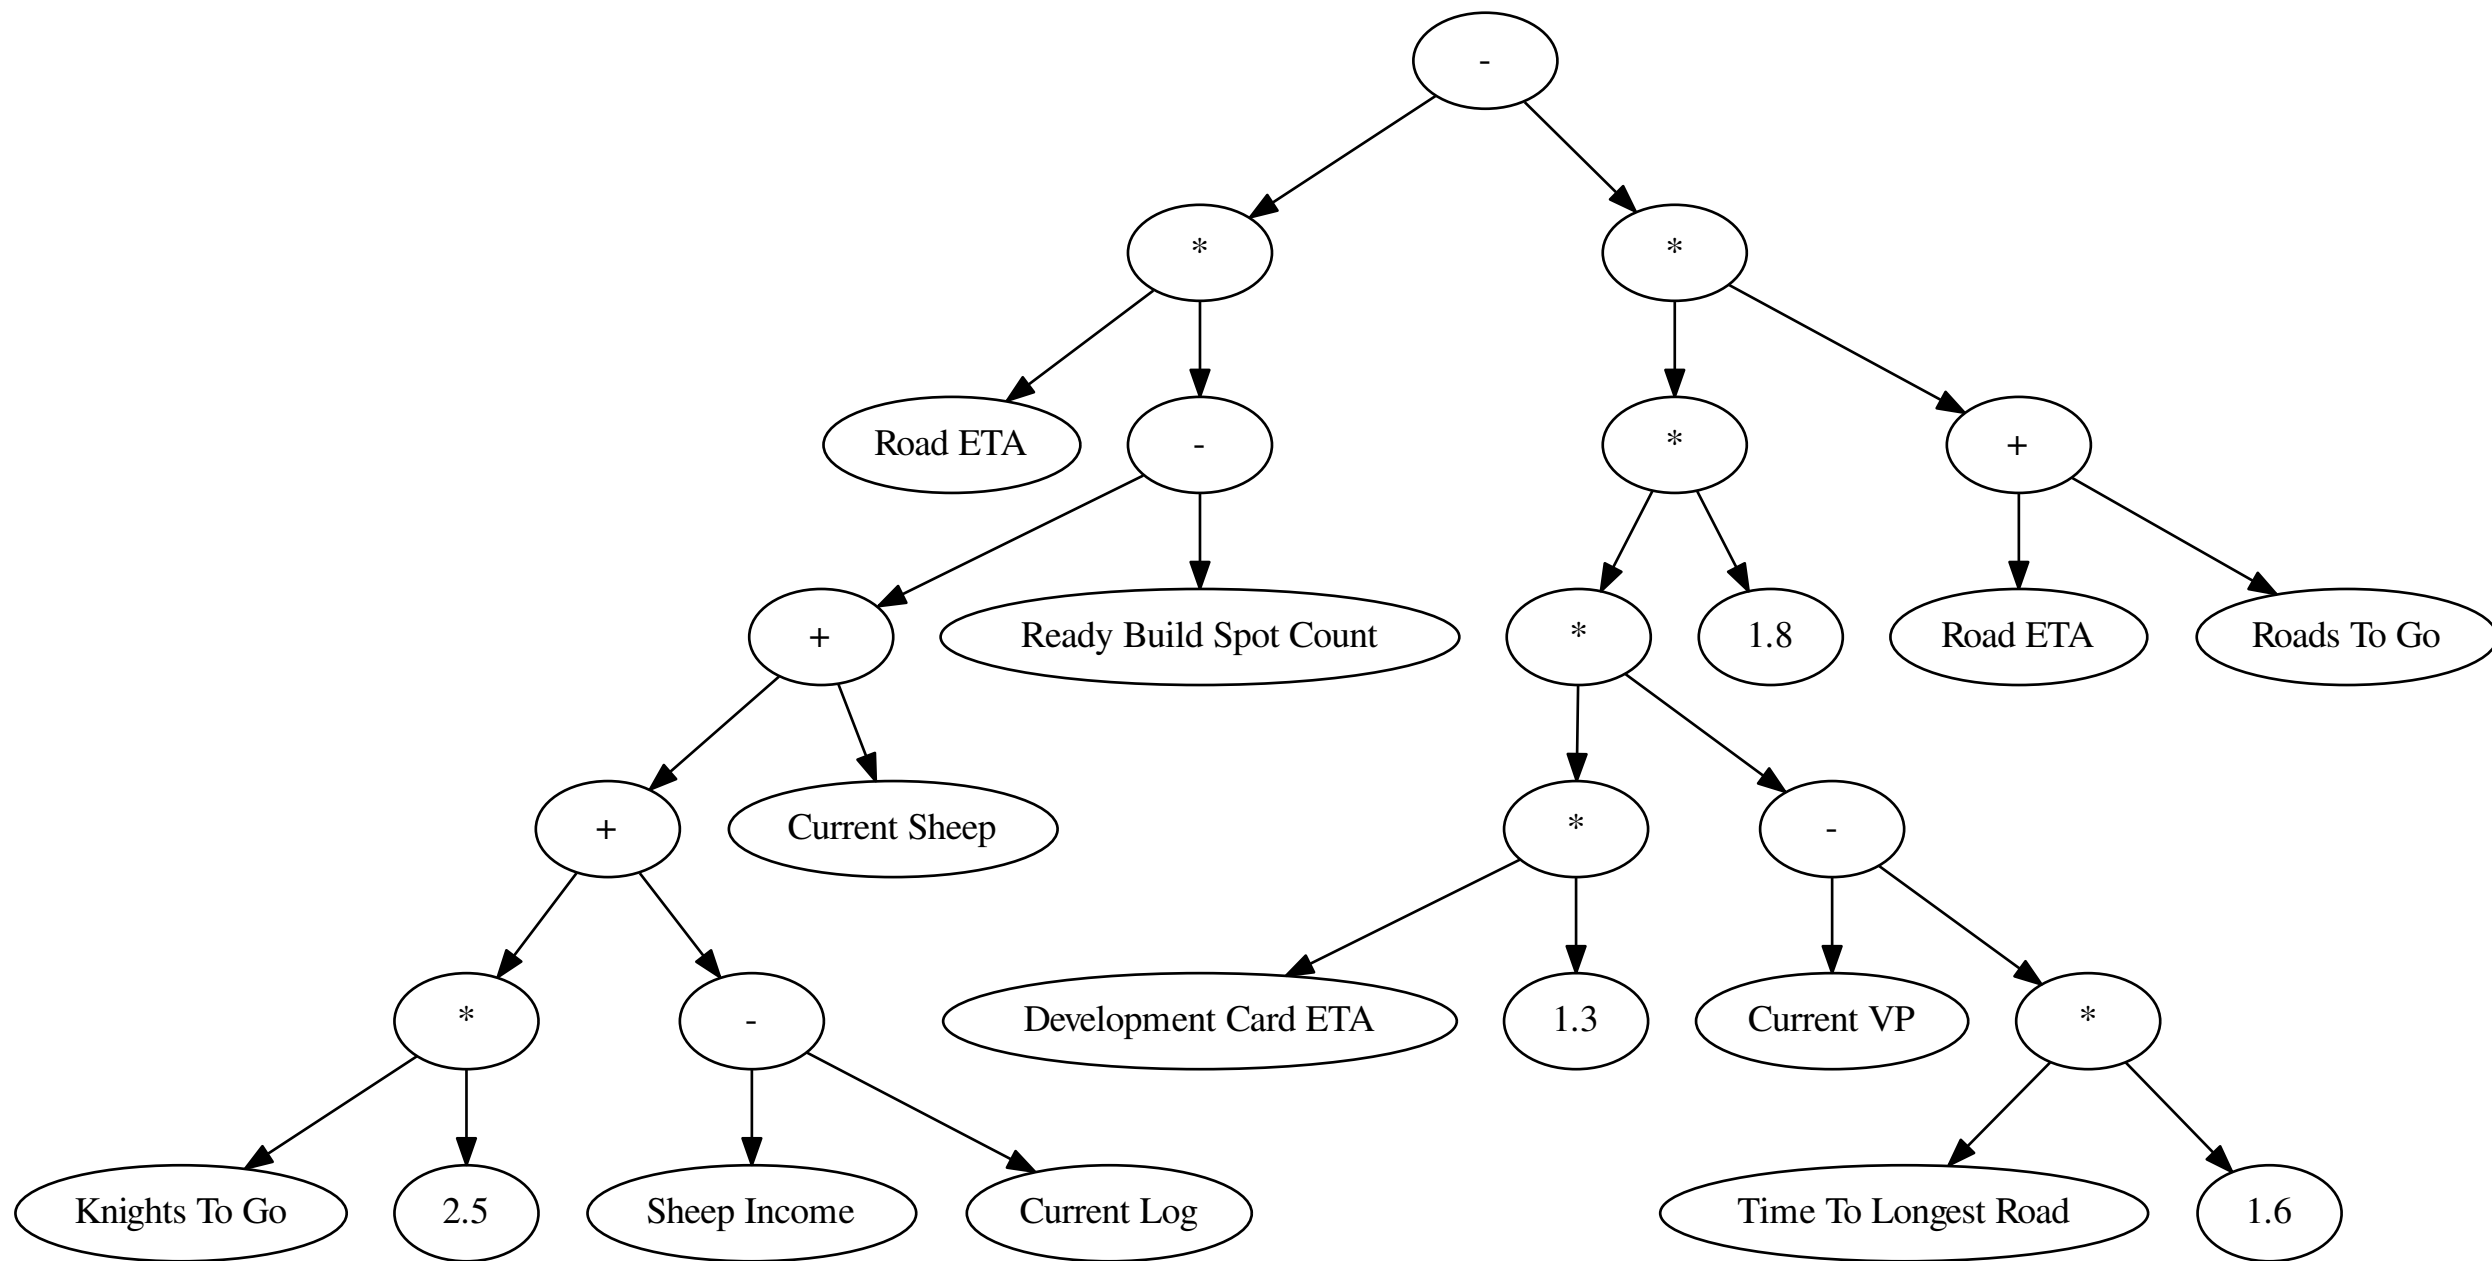 -
* *
Road ETA - * +
+ Ready Build Spot Count * 1.8 Road ETA Roads To Go
+ Current Sheep * -
* - Development Card ETA 1.3 Current VP *
Knights To Go 2.5 Sheep Income Current Log Time To Longest Road 1.6